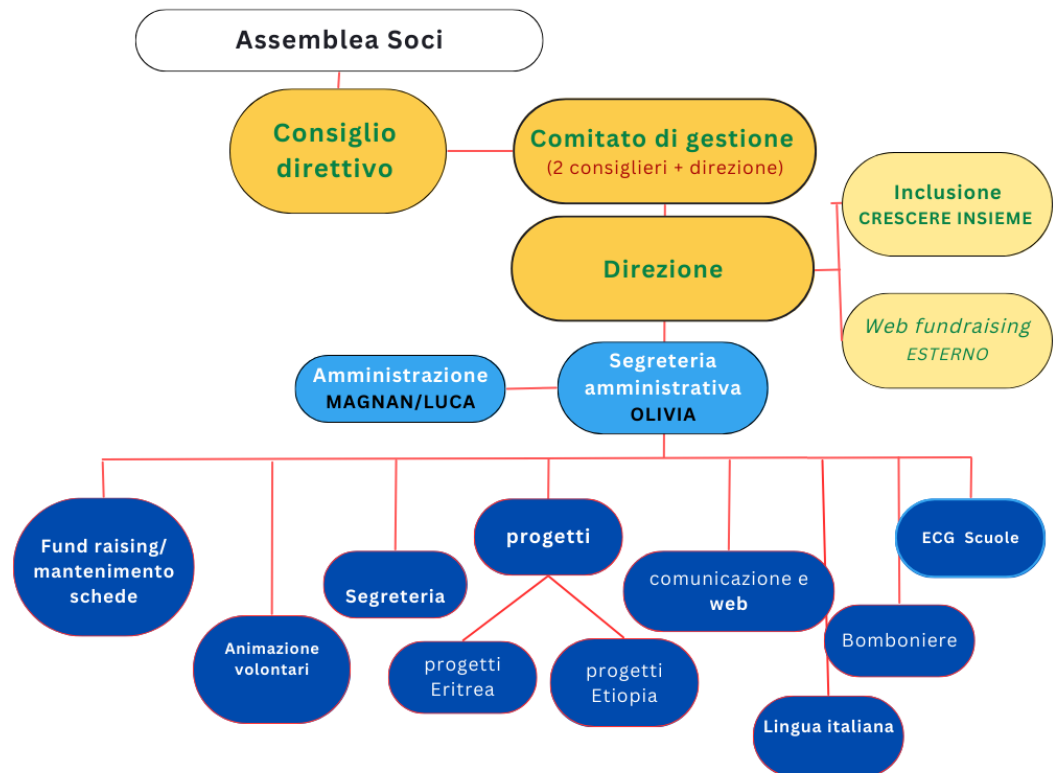 Assemblea Soci
Consiglio
direttivo
Comitato di gestione
(2 consiglieri + direzione)
Inclusione
CRESCERE INSIEME
Direzione
Web fundraising
ESTERNO
Amministrazione
MAGNAN/LUCA
Segreteria
amministrativa
OLIVIA
Fund raising/
mantenimento
schede
Animazione
volontari
Segreteria
progetti
progetti
Eritrea
progetti
Etiopia
comunicazione e
web
Lingua italiana
Bomboniere
ECG Scuole